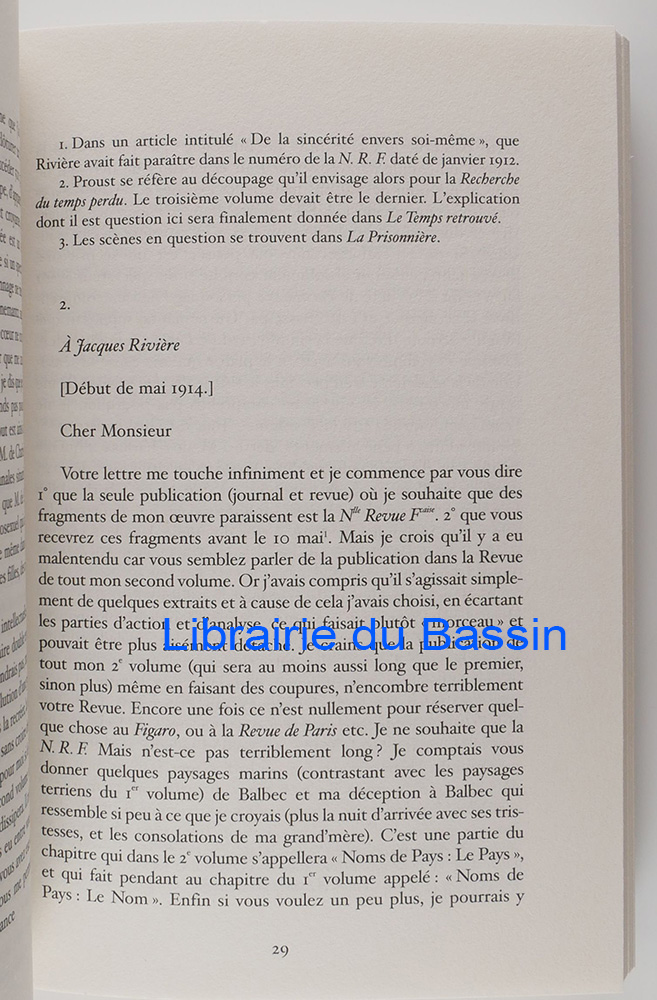 1. Dans un article intitulé « De la sincérité envers soi-même », que
Rivière avait fait paraître dans le numéro de la N. R. F. daté de janvier 1912.
2. Proust se réfère au découpage qu'il envisage alors pour la Recherche
du temps perdu. Le troisième volume devait être le dernier. L'explication
dont il est question ici sera finalement donnée dans Le Temps retrouvé.
3. Les scènes en question se trouvent dans La Prisonnière.
2.
À Jacques Rivière
[Début de mai 1914.]
Cher Monsieur
Votre lettre me touche infiniment et je commence par vous dire
1° que la seule publication (journal et revue) où je souhaite que des
fragments de mon œuvre paraissent est la Nlle Revue Fçaise. 2° que vous
recevrez ces fragments avant le 10 mai¹. Mais je crois qu'il y a eu
malentendu car vous semblez parler de la publication dans la Revue
de tout mon second volume. Or j'avais compris qu'il s'agissait simple-
ment de quelques extraits et à cause de cela j'avais choisi, en écartant
les parties d'action et d'analyse, ce qui faisait plutôt « morceau » et
pouvait être plus aisément détaché. Je crains que la publication de
Librairie du Bassin
tout mon 2e volume (qui sera au moins aussi long que le premier,
sinon plus) même en faisant des coupures, n'encombre terriblement
votre Revue. Encore une fois ce n'est nullement pour réserver quel-
que chose au Figaro, ou à la Revue de Paris etc. Je ne souhaite que la
N. R. F. Mais n'est-ce pas terriblement long ? Je comptais vous
donner quelques paysages marins (contrastant avec les paysages
terriens du 1er volume) de Balbec et ma déception à Balbec qui
ressemble si peu à ce que je croyais (plus la nuit d'arrivée avec ses tris-
tesses, et les consolations de ma grand'mère). C'est une partie du
chapitre qui dans le 2e volume s'appellera « Noms de Pays : Le Pays »,
et qui fait pendant au chapitre du 1er volume appelé : « Noms de
Pays : Le Nom ». Enfin si vous voulez un peu plus, je pourrais y
29